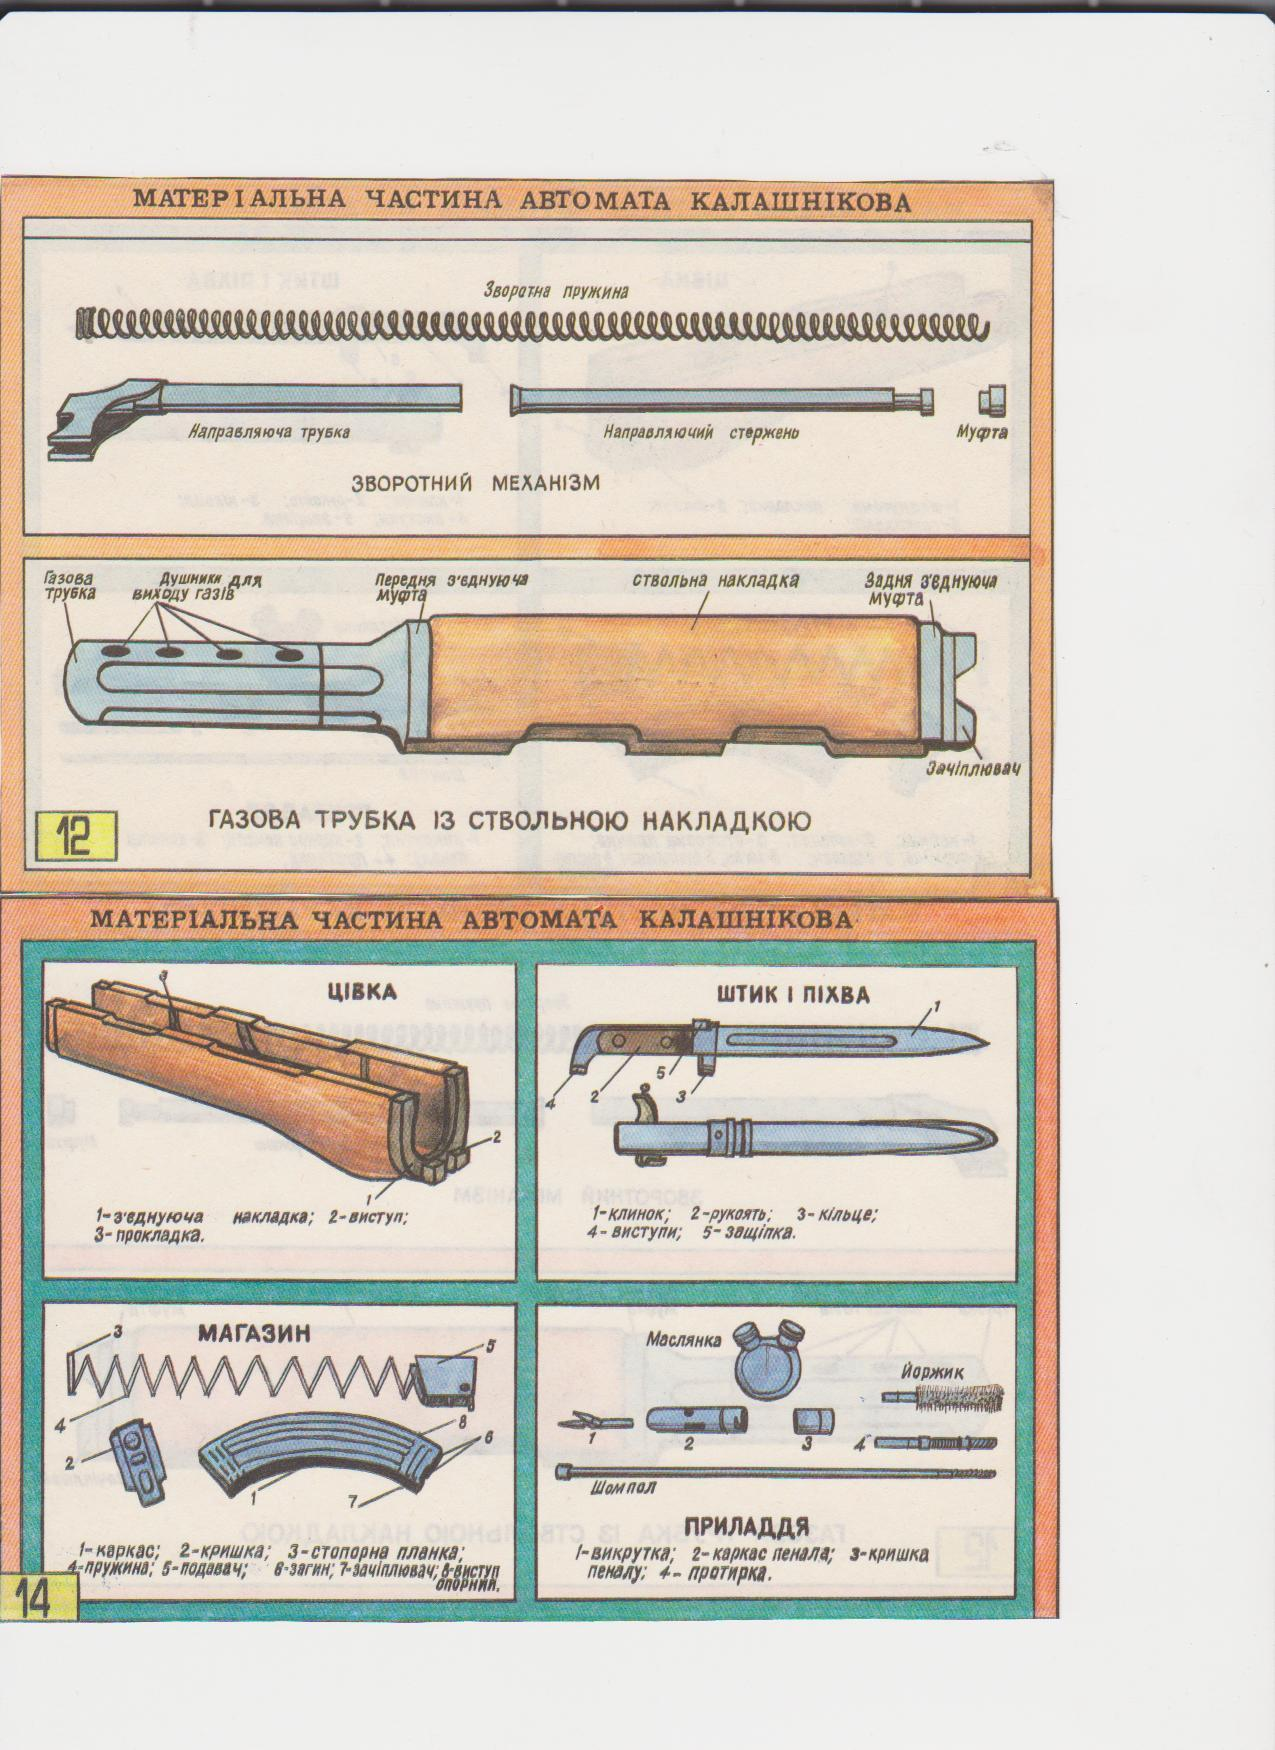 МАТЕРІАЛЬНА ЧАСТИНА АВТОМАТА КАЛАШНІКОВА
Зворотна пружина
Направляюча трубка
Направляючий стержень
Муфта
ЗВОРОТНИЙ МЕХАНІЗМ
Газова
трубка
Душники для
виходу газів
Передня з'єднуюча
муфта
ствольна накладка
Задня з'єднуюча
муфта
Зачіплювач
12
ГАЗОВА ТРУБКА ІЗ СТВОЛЬНОЮ НАКЛАДКОЮ
МАТЕРІАЛЬНА ЧАСТИНА АВТОМАТА КАЛАШНІКОВА
ЦІВКА
3
2
1
1-з'єднуюча накладка; 2-виступ;
3-прокладка.
ШТИК І ПІХВА
1
5
4
2
3
1-клинок; 2-рукоять; 3-кільце;
4-виступи; 5-защіпка.
МАГАЗИН
3
5
4
8
6
2
1
7
1-каркас; 2-кришка; 3-стопорна планка;
4-пружина; 5-подавач; 6-загин; 7-зачіплювач; 8-виступ
опорний.
14
Маслянка
Йоржик
1
2
3
4
Шомпол
ПРИЛАДДЯ
1-викрутка; 2-каркас пенала; 3-кришка
пеналу; 4- протирка.